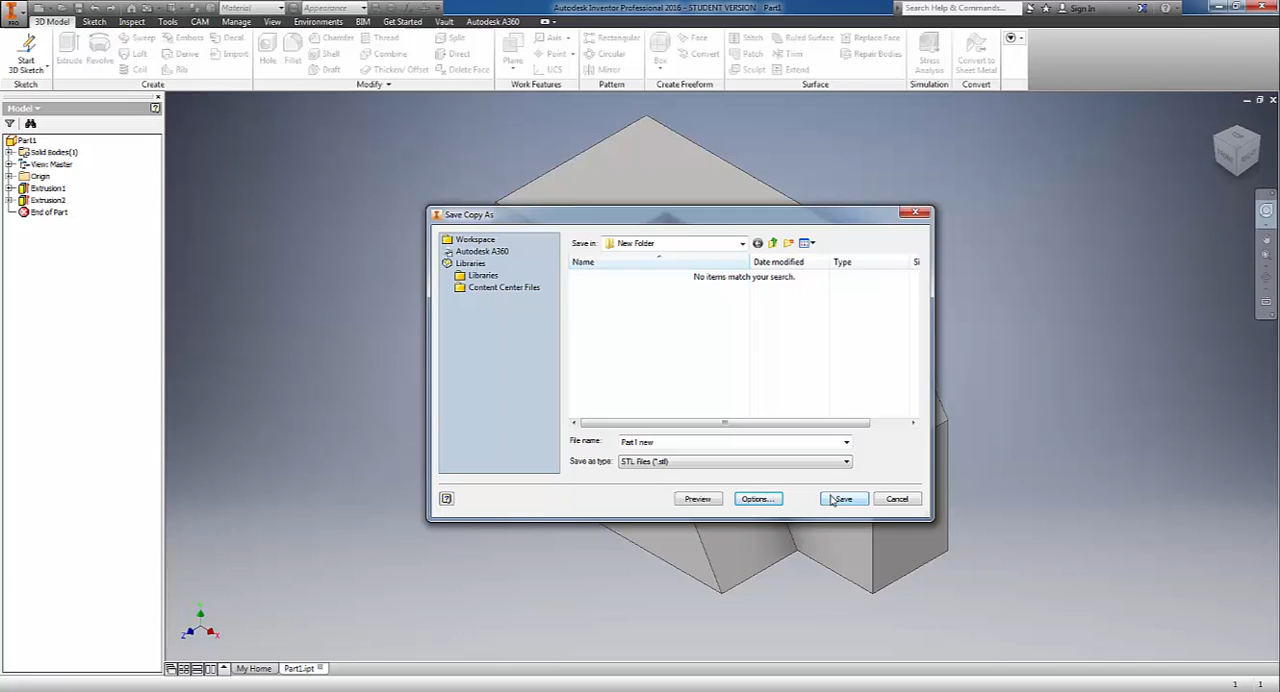 Material
Appearance
Autodesk Inventor Professional 2016 - STUDENT VERSION Part1
Search Help & Commands...
Sign In
PRO
3D Model Sketch Inspect Tools CAM Manage View Environments BIM Get Started Vault Autodesk A360
Start
3D Sketch
Sketch
Extrude
Revolve
Sweep
Emboss
Decal
Loft
Derive
Import
Coil
Rib
Create
Hole
Fillet
Chamfer
Thread
Split
Shell
Combine
Direct
Draft
Thicken/ Offset
Delete Face
Modify
Plane
Axis
Point
UCS
Work Features
Rectangular
Circular
Mirror
Pattern
Box
Face
Convert
Create Freeform
Stitch
Ruled Surface
Replace Face
Patch
Trim
Repair Bodies
Sculpt
Extend
Surface
Stress
Analysis
Simulation
Convert to
Sheet Metal
Convert
Model
Part1
Solid Bodies(1)
View: Master
Origin
Extrusion1
Extrusion2
End of Part
Save Copy As
Workspace
Autodesk A360
Libraries
Libraries
Content Center Files
Save in: New Folder
Name Date modified Type Si
No items match your search.
File name: Part1 new
Save as type: STL Files (*.stl)
Preview Options... Save Cancel
FRONT
RIGHT
Z X
My Home Part1.ipt
1 1